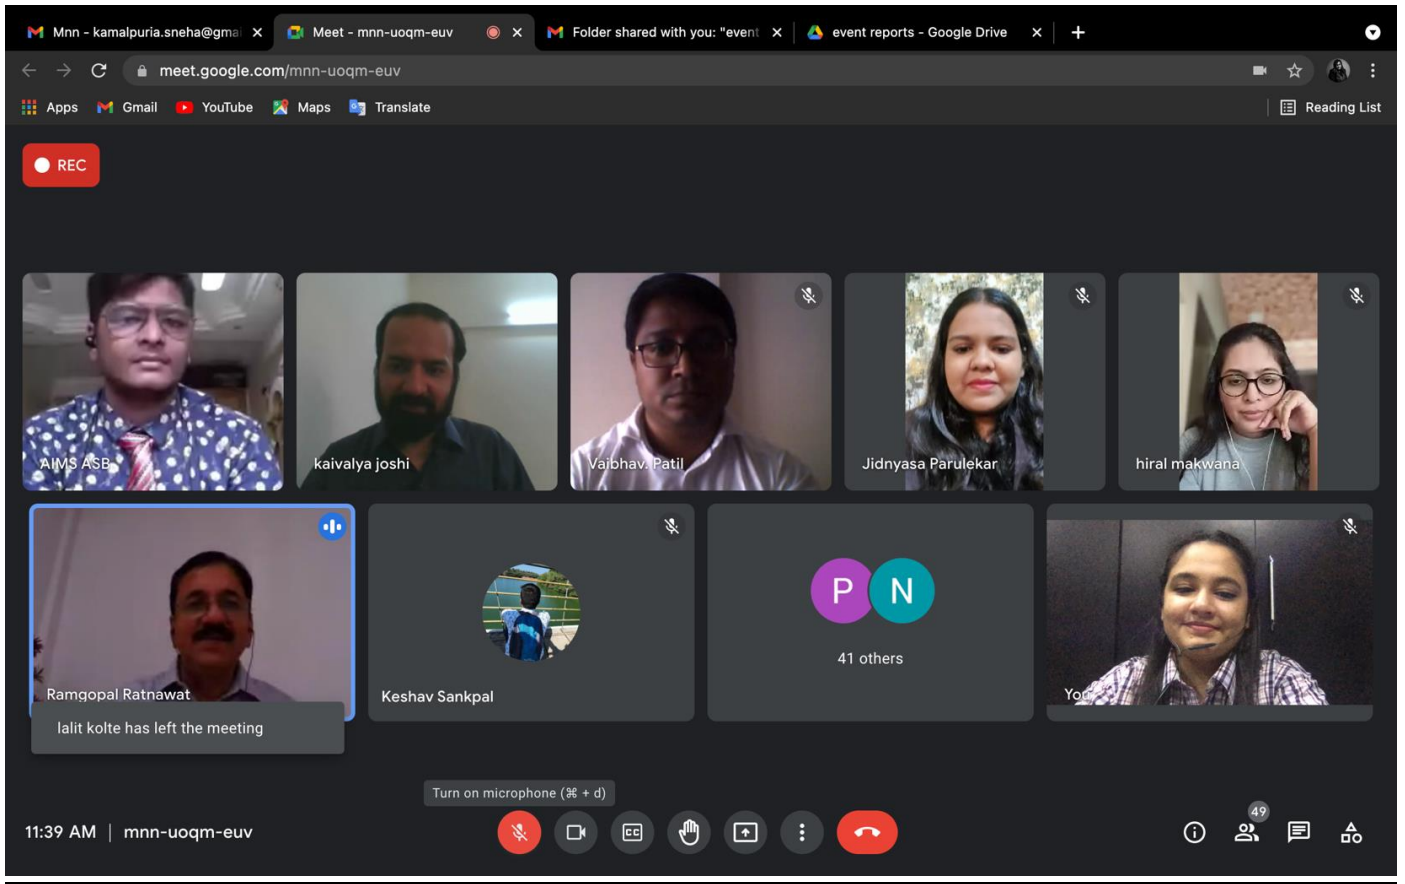 Mnn - kamalpuria.sneha@gmai
Meet - mnn-uoqm-euv
Folder shared with you: "event
event reports - Google Drive
meet.google.com/mnn-uoqm-euv
Apps
Gmail
YouTube
Maps
Translate
Reading List
REC
AIMS ASB
kaivalya joshi
Vaibhav. Patil
Jidnyasa Parulekar
hiral makwana
Ramgopal Ratnawat
Keshav Sankpal
P N
41 others
You
lalit kolte has left the meeting
Turn on microphone (⌘ + d)
11:39 AM | mnn-uoqm-euv
CC
49